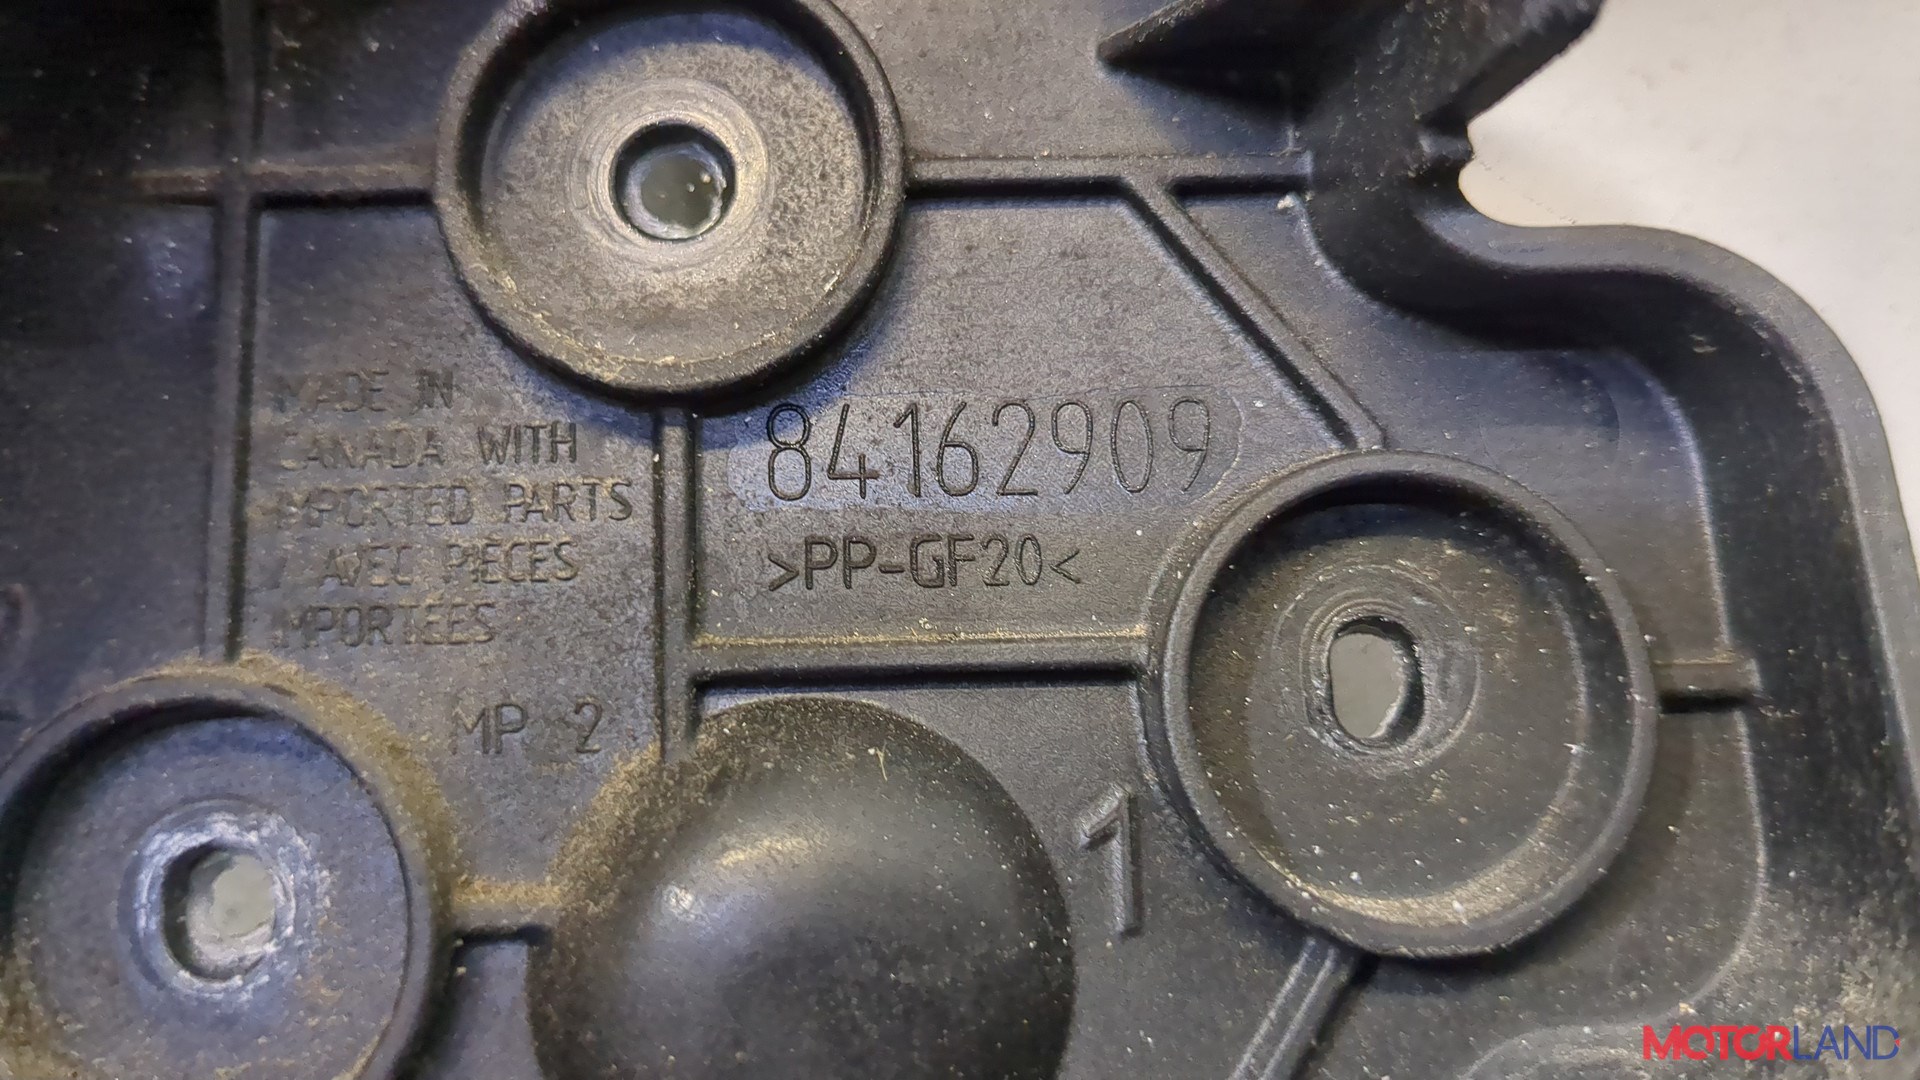 MADE IN
CANADA WITH
IMPORTED PARTS
/ AVEC PIECES
IMPORTEES
MP 2
84162909
>PP-GF20<
1
MOTORLAND